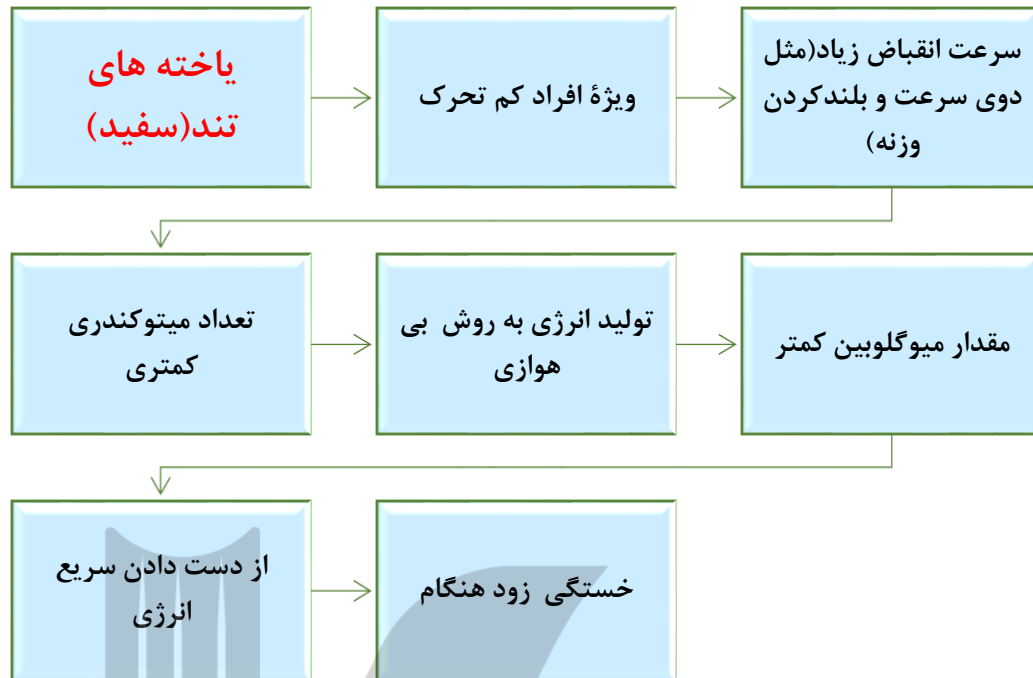 یاخته های
تند(سفید)
ویژۀ افراد کم تحرک
سرعت انقباض زیاد(مثل
دوی سرعت و بلندکردن
وزنه)
تعداد میتوکندری
کمتری
تولید انرژی به روش بی
هوازی
مقدار میوگلوبین کمتر
از دست دادن سریع
انرژی
خستگی زود هنگام